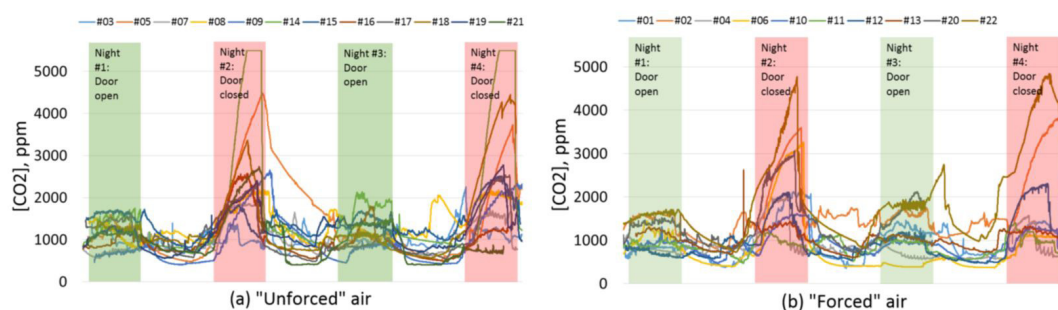 #03 #05 #07 #08 #09 #14 #15 #16 #17 #18 #19 #21
[CO2], ppm
5000
4000
3000
2000
1000
0
Night
#1:
Door
open
Night
#2:
Door
closed
Night #3:
Door
open
Night
#4:
Door
closed
(a) "Unforced" air
#01 #02 #04 #06 #10 #11 #12 #13 #20 #22
[CO2], ppm
5000
4000
3000
2000
1000
0
Night
#1:
Door
open
Night
#2:
Door
closed
Night
#3:
Door
open
Night
#4:
Door
closed
(b) "Forced" air